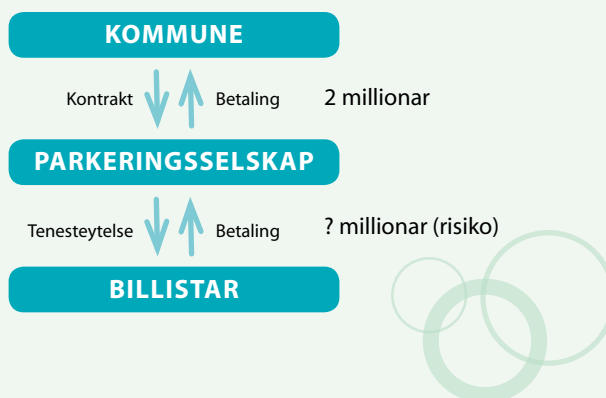 KOMMUNE
Kontrakt Betaling 2 millionar
PARKERINGSSELSKAP
Tenesteytelse Betaling ? millionar (risiko)
BILLISTAR